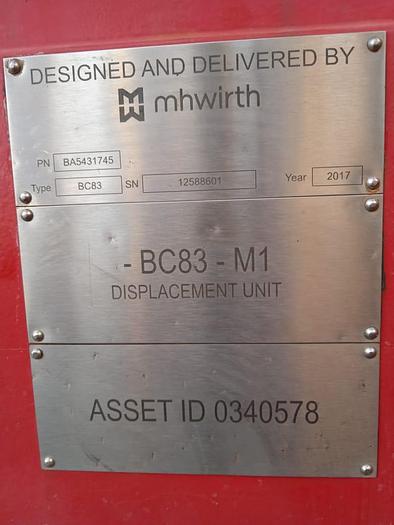 DESIGNED AND DELIVERED BY
mhwirth
PN BA5431745
Type BC83 SN 12588601 Year 2017
- BC83 - M1
DISPLACEMENT UNIT
ASSET ID 0340578